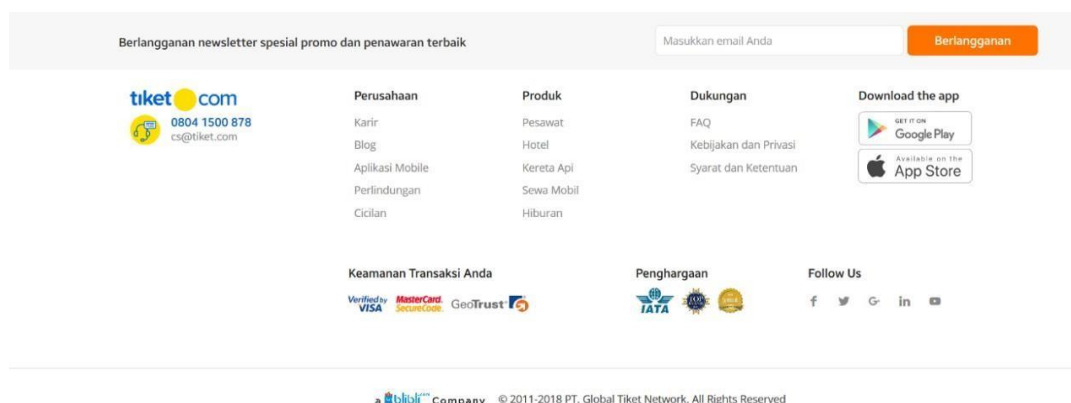 Berlangganan newsletter spesial promo dan penawaran terbaik
Masukkan email Anda
Berlangganan
tiket com
0804 1500 878
cs@tiket.com
Perusahaan
Karir
Blog
Aplikasi Mobile
Perlindungan
Cicilan
Produk
Pesawat
Hotel
Kereta Api
Sewa Mobil
Hiburan
Dukungan
FAQ
Kebijakan dan Privasi
Syarat dan Ketentuan
Download the app
GET IT ON
Google Play
Available on the
App Store
Keamanan Transaksi Anda
Verified by
VISA
MasterCard.
SecureCode.
GeoTrust
Penghargaan
IATA
Follow Us
f
G+
in
a blibli.com Company
© 2011-2018 PT. Global Tiket Network. All Rights Reserved